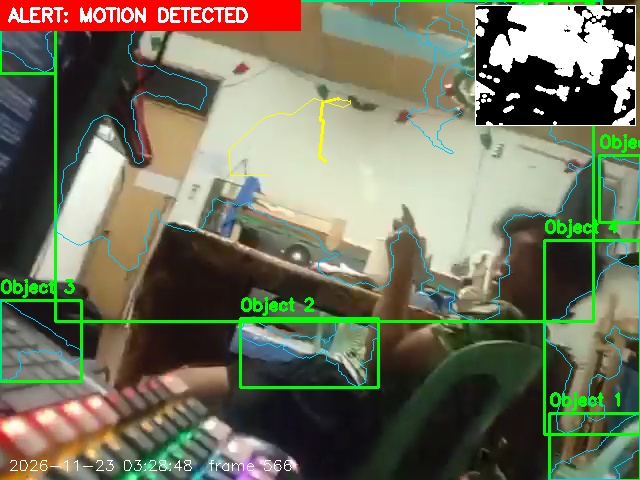 ALERT: MOTION DETECTED
Objec
Object 4
Object 3
Object 2
Object 1
2026-11-23 03:28:48 frame 566